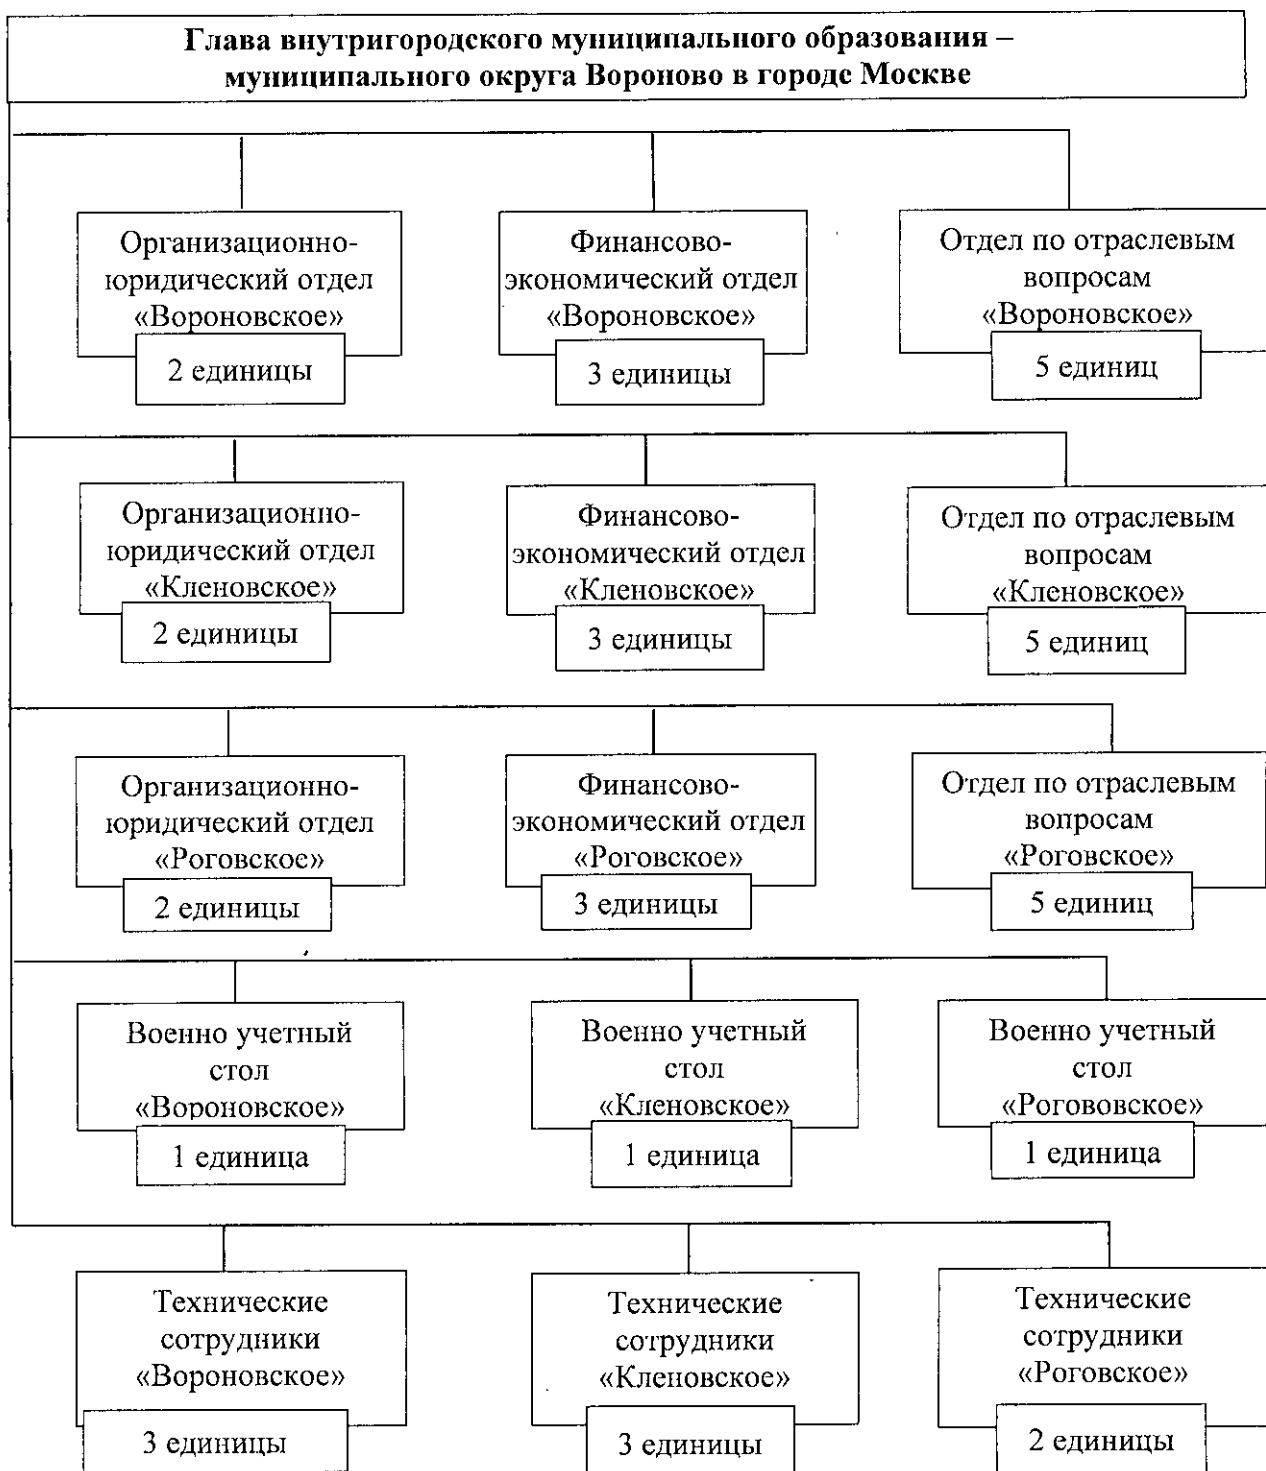 Глава внутригородского муниципального образования –
муниципального округа Вороново в городе Москве
Организационно-
юридический отдел
«Вороновское»
2 единицы
Финансово-
экономический отдел
«Вороновское»
3 единицы
Отдел по отраслевым
вопросам
«Вороновское»
5 единиц
Организационно-
юридический отдел
«Кленовское»
2 единицы
Финансово-
экономический отдел
«Кленовское»
3 единицы
Отдел по отраслевым
вопросам
«Кленовское»
5 единиц
Организационно-
юридический отдел
«Роговское»
2 единицы
Финансово-
экономический отдел
«Роговское»
3 единицы
Отдел по отраслевым
вопросам
«Роговское»
5 единиц
Военно учетный
стол
«Вороновское»
1 единица
Военно учетный
стол
«Кленовское»
1 единица
Военно учетный
стол
«Рогововское»
1 единица
Технические
сотрудники
«Вороновское»
3 единицы
Технические
сотрудники
«Кленовское»
3 единицы
Технические
сотрудники
«Роговское»
2 единицы